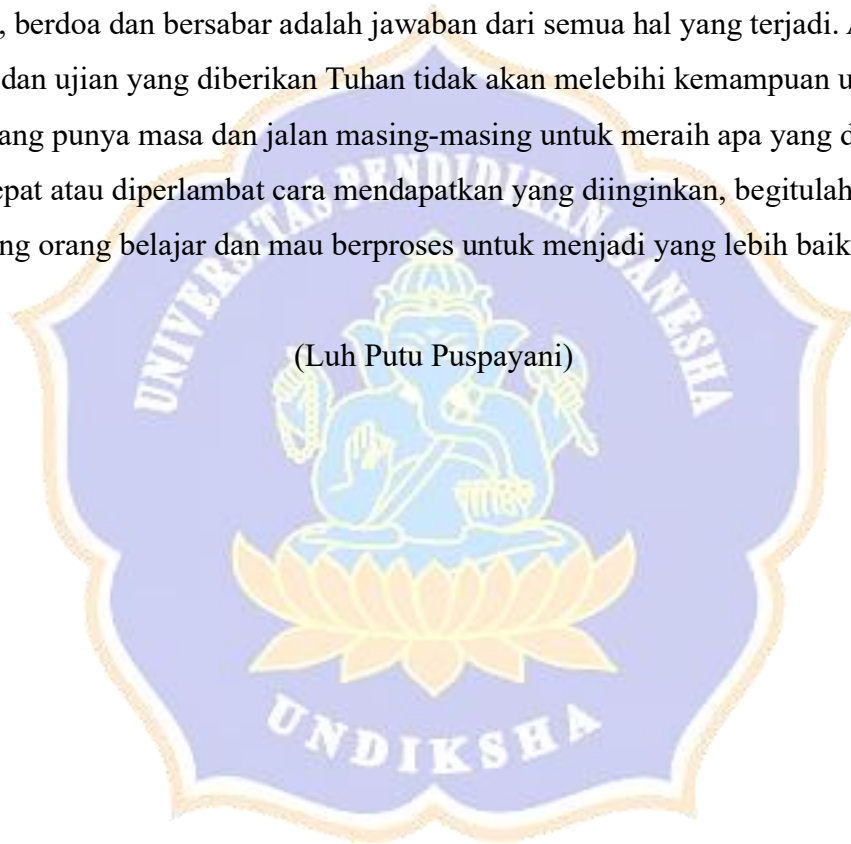 , berdoa dan bersabar adalah jawaban dari semua hal yang terjadi.
dan ujian yang diberikan Tuhan tidak akan melebihi kemampuan
ang punya masa dan jalan masing-masing untuk meraih apa yang
epat atau diperlambat cara mendapatkan yang diinginkan, begitulah
ng orang belajar dan mau berproses untuk menjadi yang lebih baik
(Luh Putu Puspayani)
UNIVERSITAS PENDIDIKAN GANESHA
UNDIKSHA